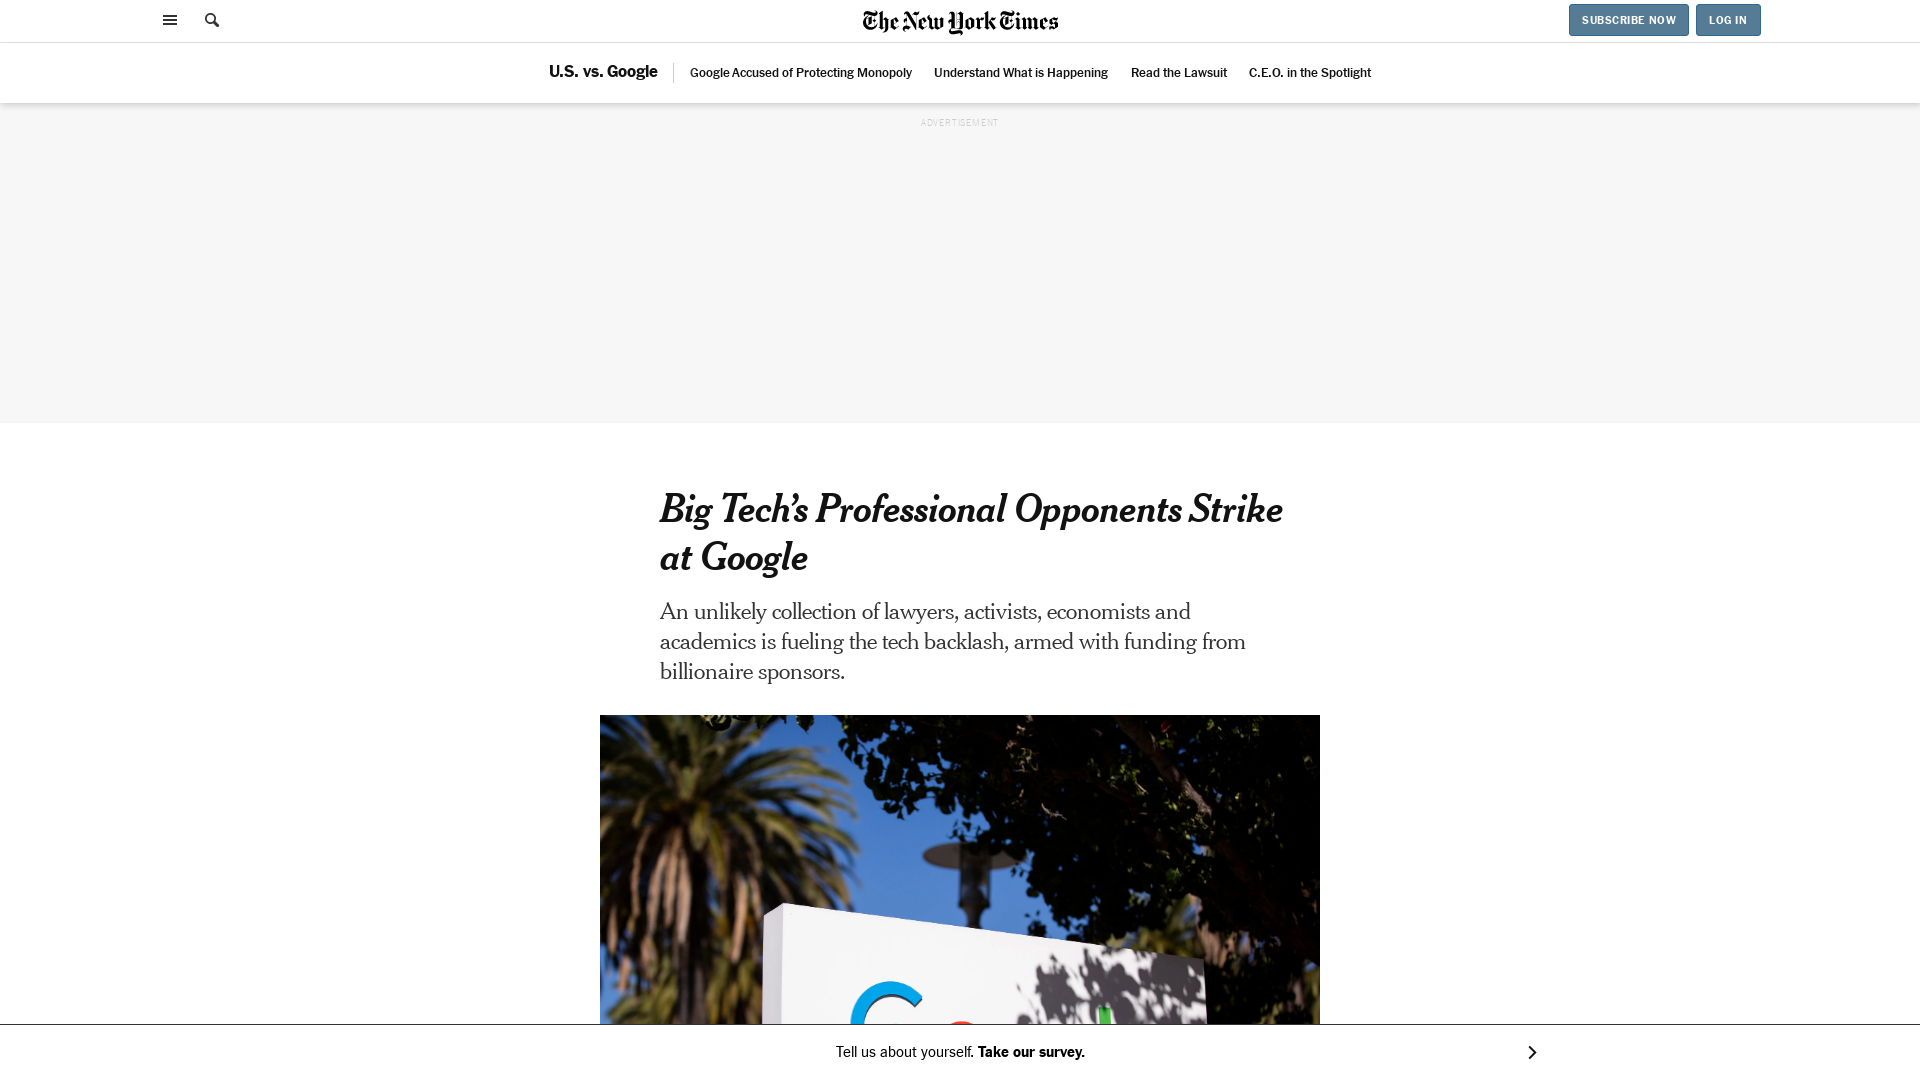 The New York Times
SUBSCRIBE NOW
LOG IN
U.S. vs. Google
Google Accused of Protecting Monopoly
Understand What is Happening
Read the Lawsuit
C.E.O. in the Spotlight
ADVERTISEMENT
Big Tech’s Professional Opponents Strike
at Google
An unlikely collection of lawyers, activists, economists and
academics is fueling the tech backlash, armed with funding from
billionaire sponsors.
Tell us about yourself. Take our survey.